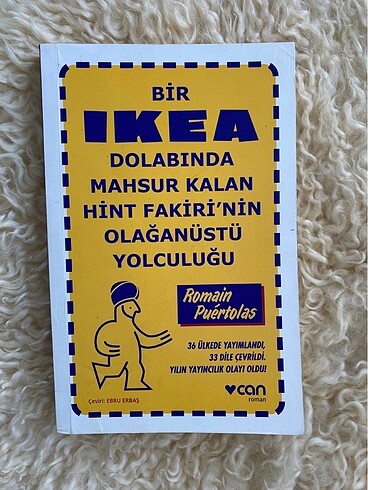 BİR
IKEA
DOLABINDA
MAHSUR KALAN
HİNT FAKİRİ'NİN
OLAĞANÜSTÜ
YOLCULUĞU
Romain
Puértolas
36 ÜLKEDE YAYIMLANDI,
33 DİLE ÇEVRİLDİ.
YILIN YAYINCILIK OLAYI OLDU!
can
roman
Çeviri: EBRU ERBAŞ